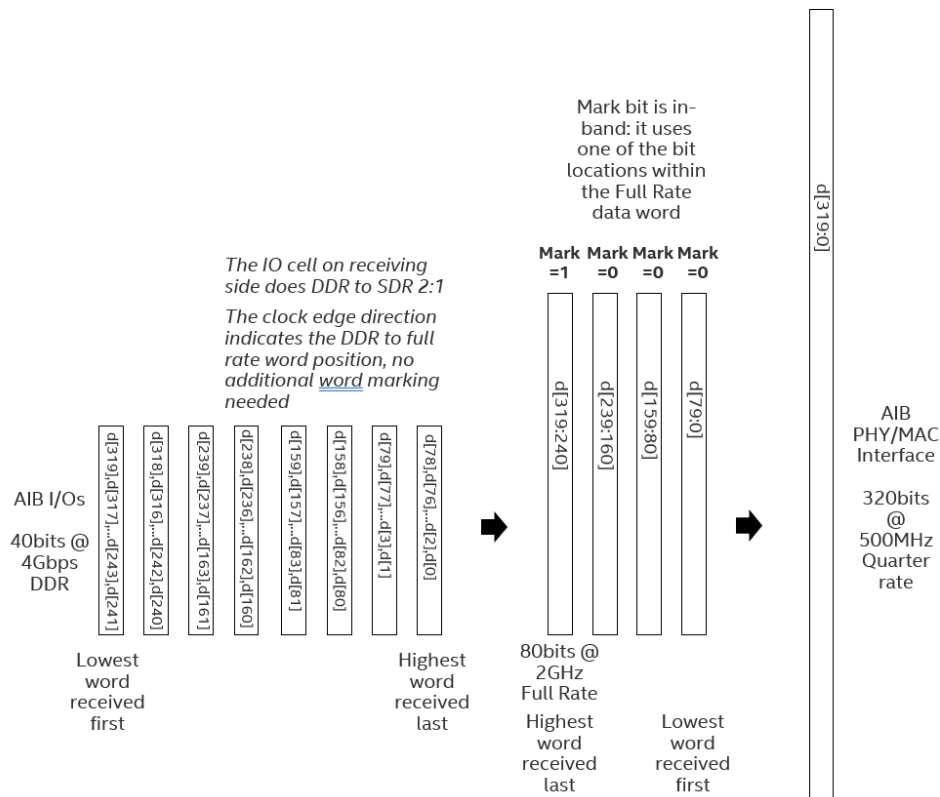 Mark bit is in-
band: it uses
one of the bit
locations within
the Full Rate
data word
d[319:0]
Mark Mark Mark Mark
=1 =0 =0 =0
The IO cell on receiving
side does DDR to SDR 2:1
The clock edge direction
indicates the DDR to full
rate word position, no
additional word marking
needed
AIB I/Os
40bits @
4Gbps
DDR
d[319],d[317],...d[243],d[241]
d[318],d[316],...d[242],d[240]
d[239],d[237],...d[163],d[161]
d[238],d[236],...d[162],d[160]
d[159],d[157],...d[83],d[81]
d[158],d[156],...d[82],d[80]
d[79],d[77],...d[3],d[1]
d[78],d[76],...d[2],d[0]
d[319:240]
d[239:160]
d[159:80]
d[79:0]
AIB
PHY/MAC
Interface
320bits
@
500MHz
Quarter
rate
Lowest
word
received
first
Highest
word
received
last
80bits @
2GHz
Full Rate
Highest
word
received
last
Lowest
word
received
first